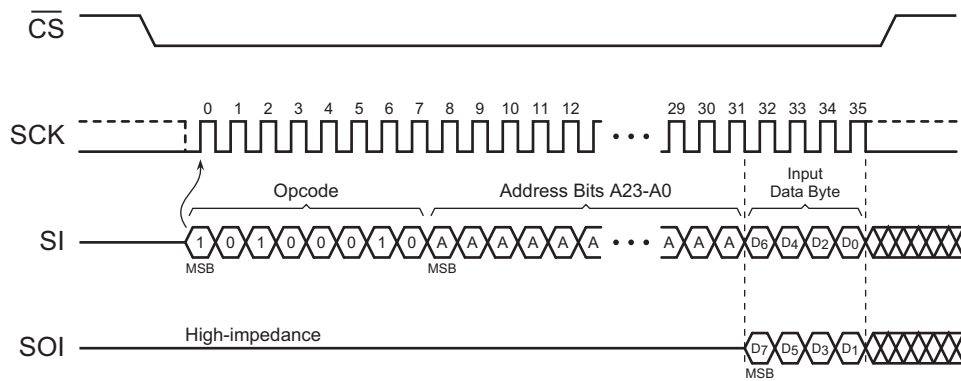 CS
0 1 2 3 4 5 6 7 8 9 10 11 12 29 30 31 32 33 34 35
SCK
Opcode Address Bits A23-A0 Input Data Byte
SI 1 0 1 0 0 0 1 0 A A A A A A A A A D6 D4 D2 D0
MSB MSB
High-impedance
SOI D7 D5 D3 D1
MSB